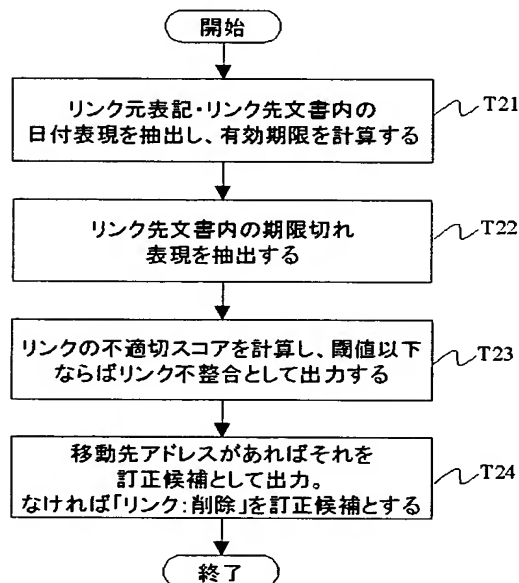 開始
リンク元表記・リンク先文書内の
日付表現を抽出し、有効期限を計算する
T21
リンク先文書内の期限切れ
表現を抽出する
T22
リンクの不適切スコアを計算し、閾値以下
ならばリンク不整合として出力する
T23
移動先アドレスがあればそれを
訂正候補として出力。
なければ「リンク:削除」を訂正候補とする
T24
終了